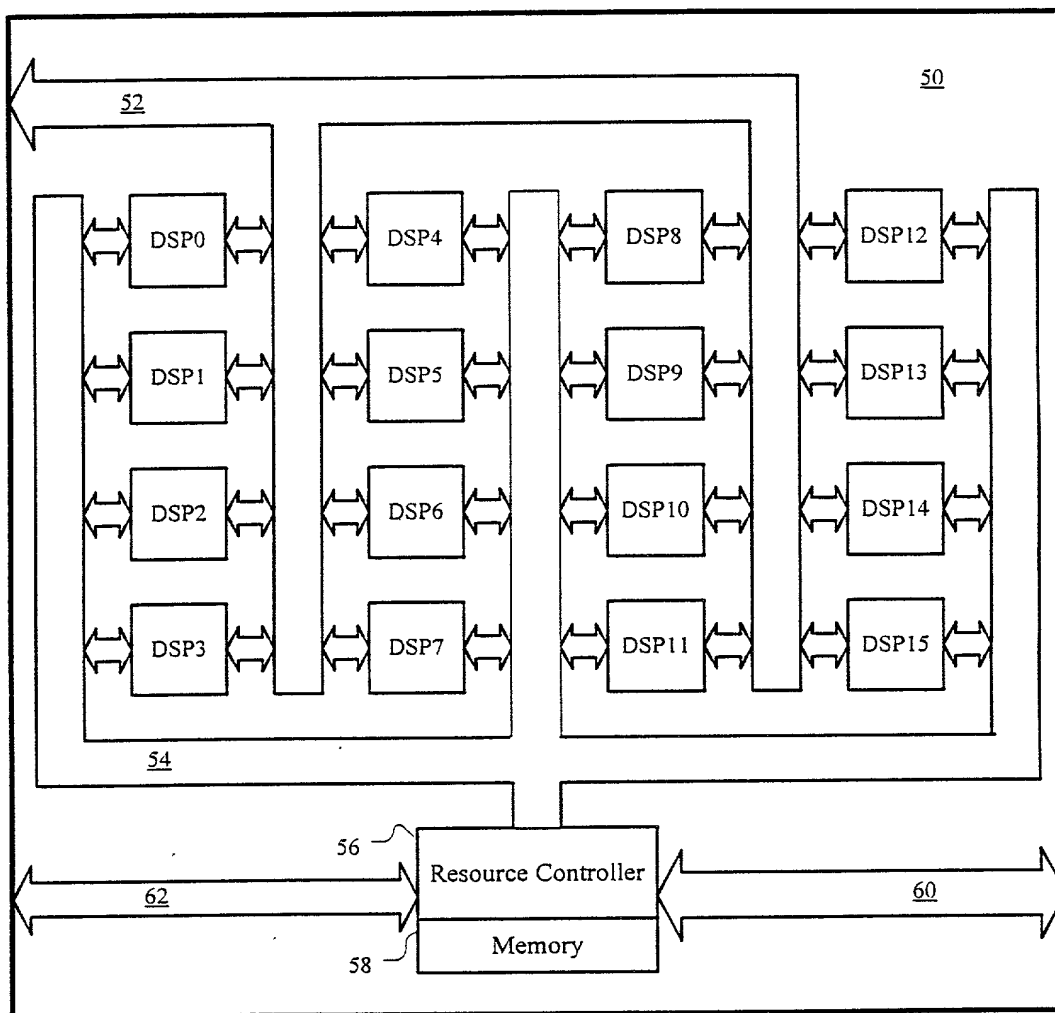 50
52
DSP0 DSP4 DSP8 DSP12
DSP1 DSP5 DSP9 DSP13
DSP2 DSP6 DSP10 DSP14
DSP3 DSP7 DSP11 DSP15
54
56
Resource Controller
62
60
Memory
58